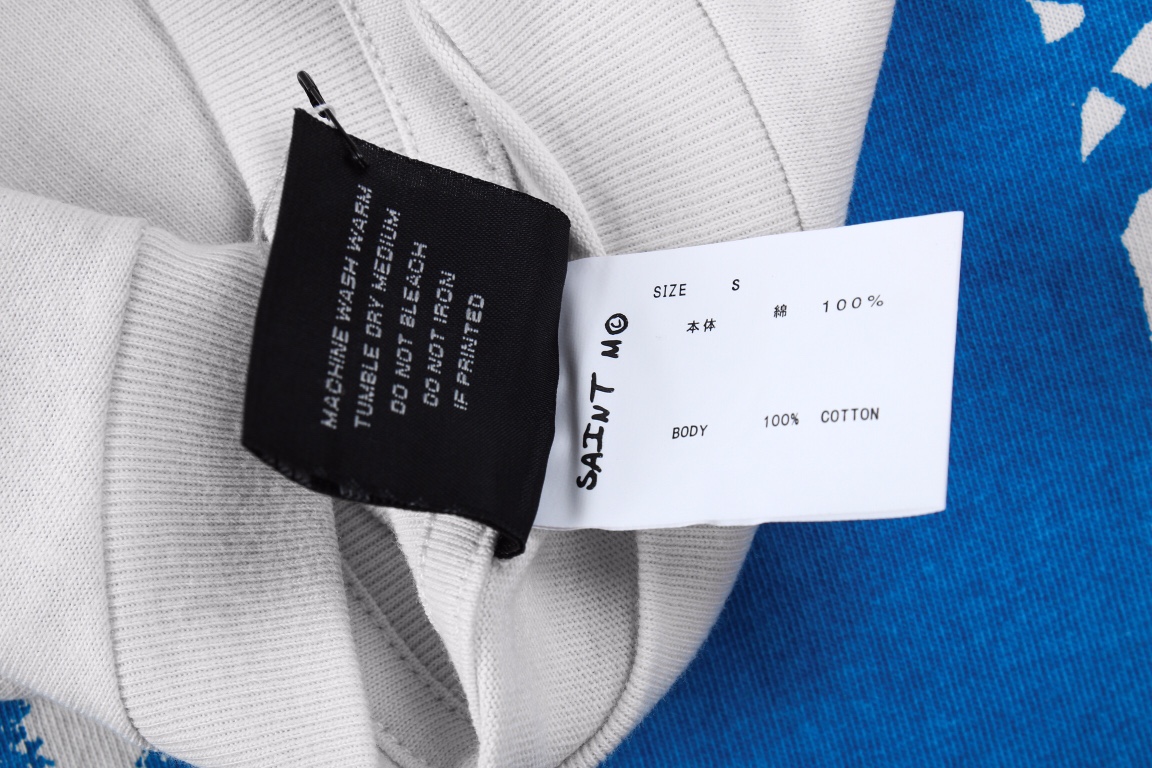 MACHINE WASH WARM
TUMBLE DRY MEDIUM
DO NOT BLEACH
DO NOT IRON
IF PRINTED
SAINT M©
SIZE S
本体 綿 100%
BODY 100% COTTON